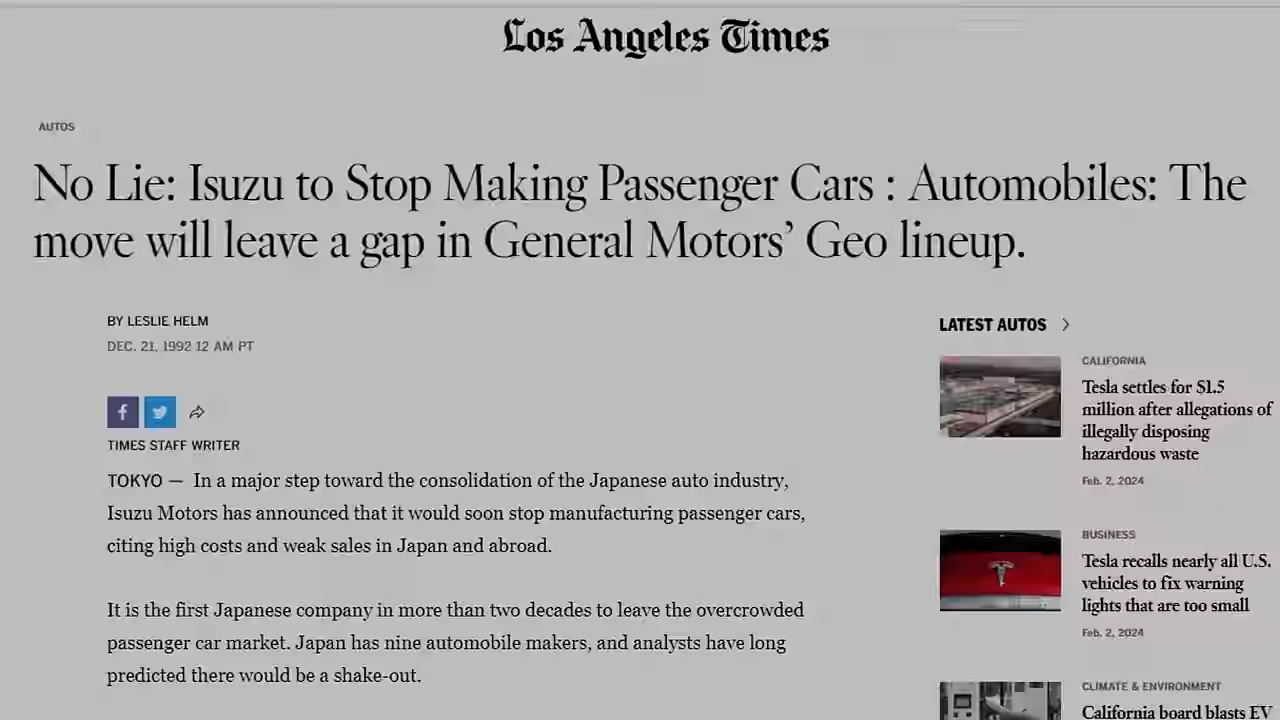 Los Angeles Times
AUTOS
No Lie: Isuzu to Stop Making Passenger Cars : Automobiles: The
move will leave a gap in General Motors’ Geo lineup.
BY LESLIE HELM
DEC. 21, 1992 12 AM PT
TIMES STAFF WRITER
TOKYO — In a major step toward the consolidation of the Japanese auto industry,
Isuzu Motors has announced that it would soon stop manufacturing passenger cars,
citing high costs and weak sales in Japan and abroad.
It is the first Japanese company in more than two decades to leave the overcrowded
passenger car market. Japan has nine automobile makers, and analysts have long
predicted there would be a shake-out.
LATEST AUTOS
CALIFORNIA
Tesla settles for $1.5
million after allegations of
illegally disposing
hazardous waste
Feb. 2, 2024
BUSINESS
Tesla recalls nearly all U.S.
vehicles to fix warning
lights that are too small
Feb. 2, 2024
CLIMATE & ENVIRONMENT
California board blasts EV